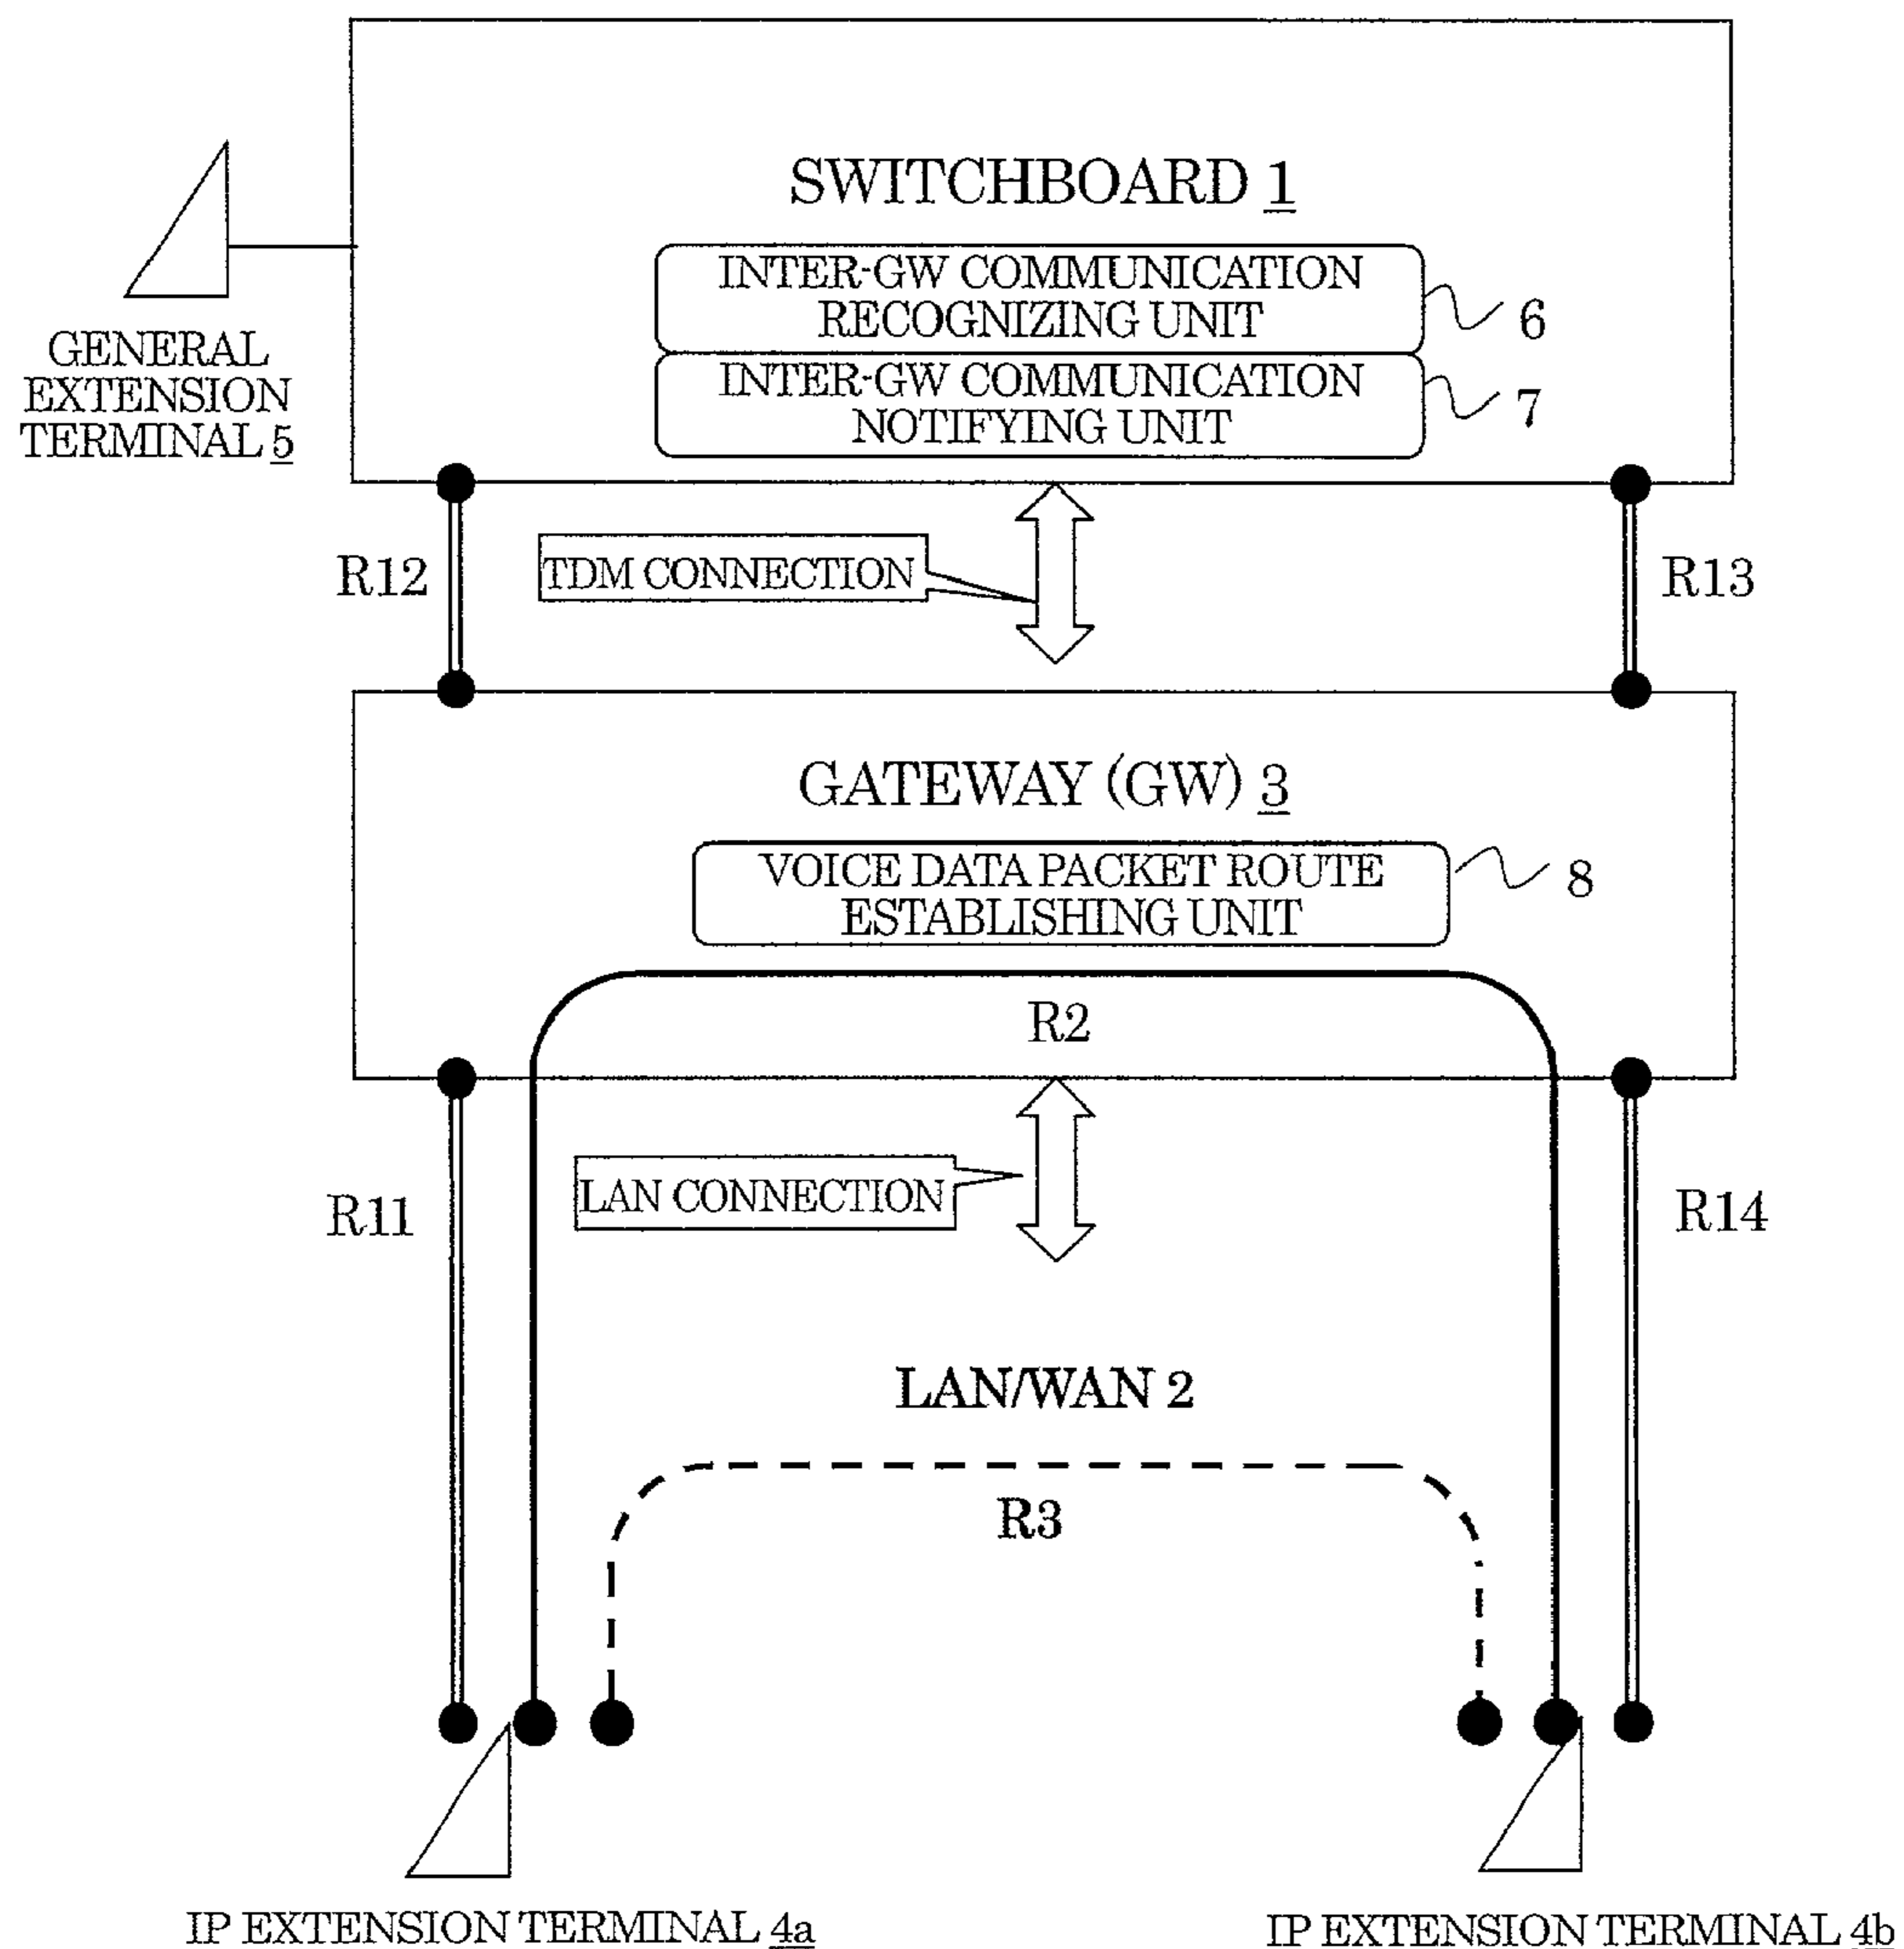 SWITCHBOARD 1
INTER-GW COMMUNICATION
RECOGNIZING UNIT
6
INTER-GW COMMUNICATION
NOTIFYING UNIT
7
GENERAL
EXTENSION
TERMINAL 5
R12
TDM CONNECTION
R13
GATEWAY (GW) 3
VOICE DATA PACKET ROUTE
ESTABLISHING UNIT
8
R2
R11
LAN CONNECTION
R14
LAN/WAN 2
R3
IP EXTENSION TERMINAL 4a
IP EXTENSION TERMINAL 4b